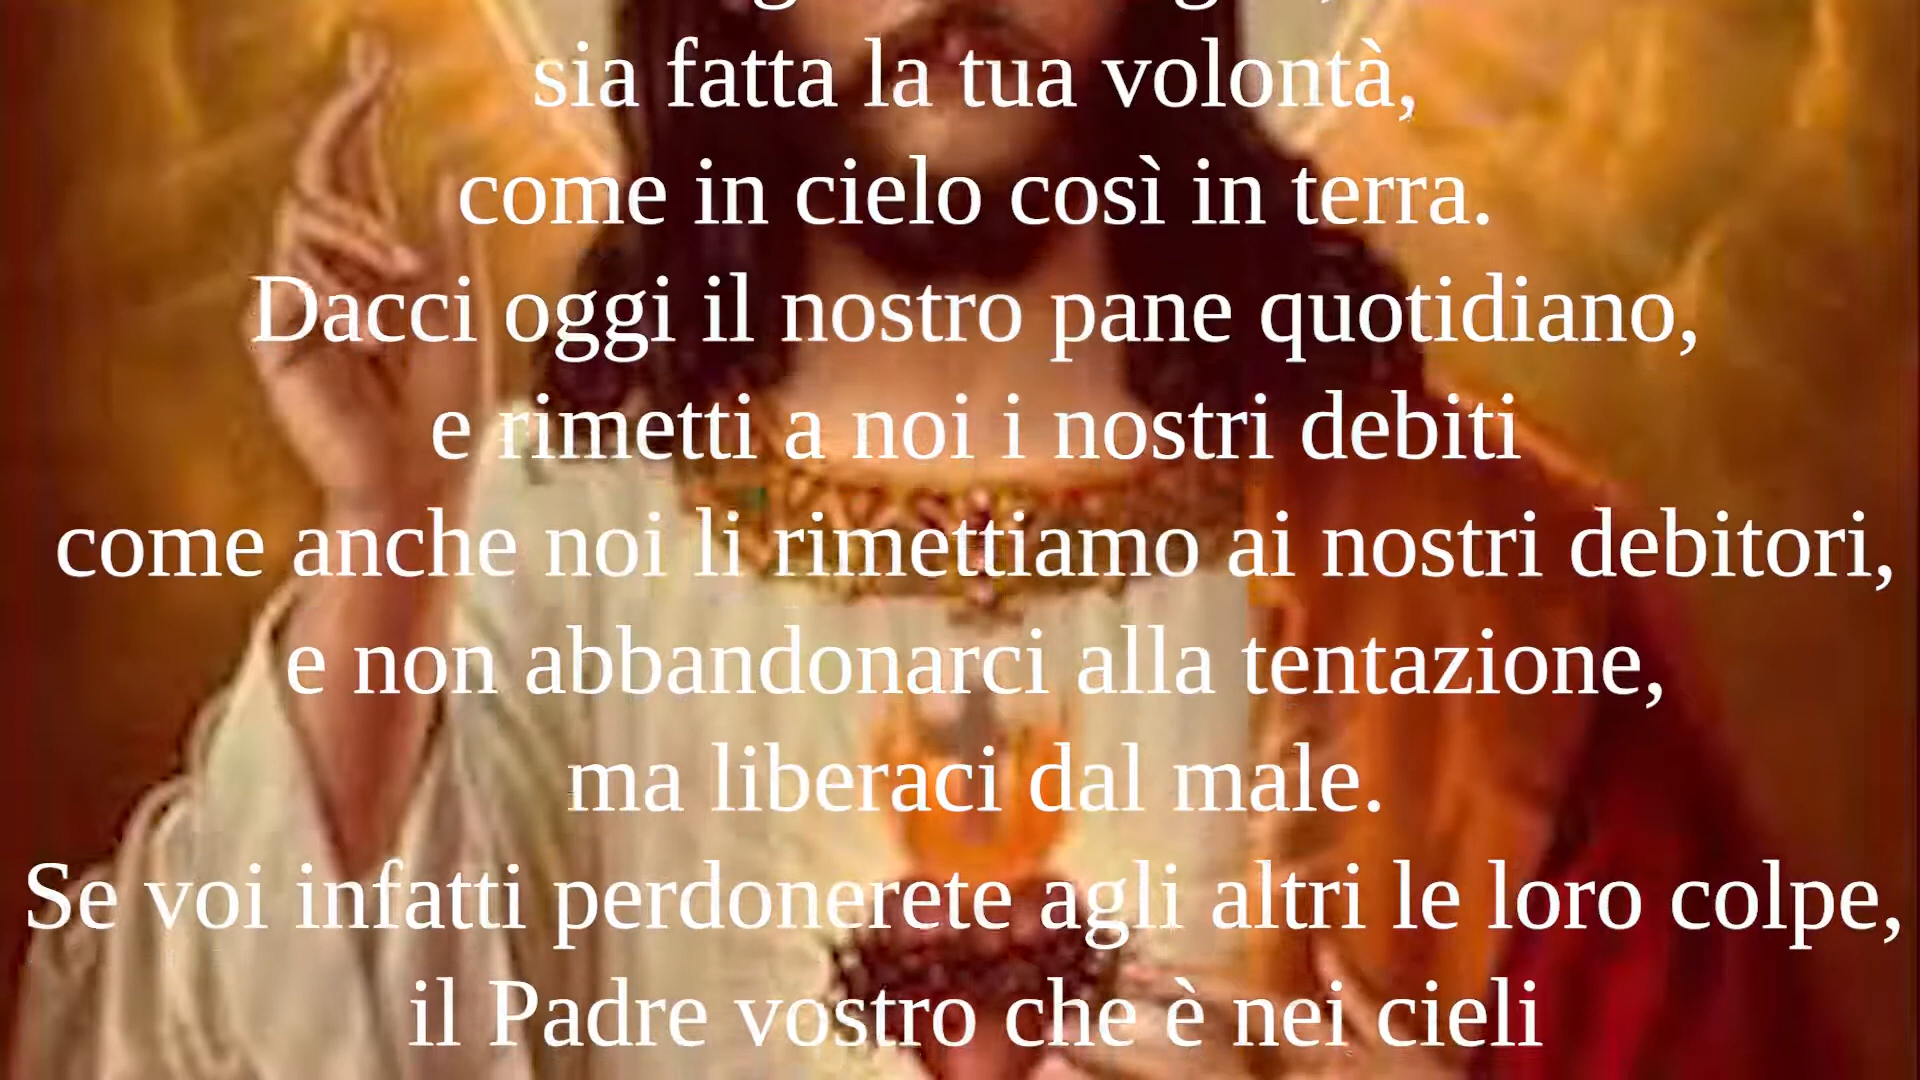 sia fatta la tua volontà,
come in cielo così in terra.
Dacci oggi il nostro pane quotidiano,
e rimetti a noi i nostri debiti
come anche noi li rimettiamo ai nostri debitori,
e non abbandonarci alla tentazione,
ma liberaci dal male.
Se voi infatti perdonerete agli altri le loro colpe,
il Padre vostro che è nei cieli